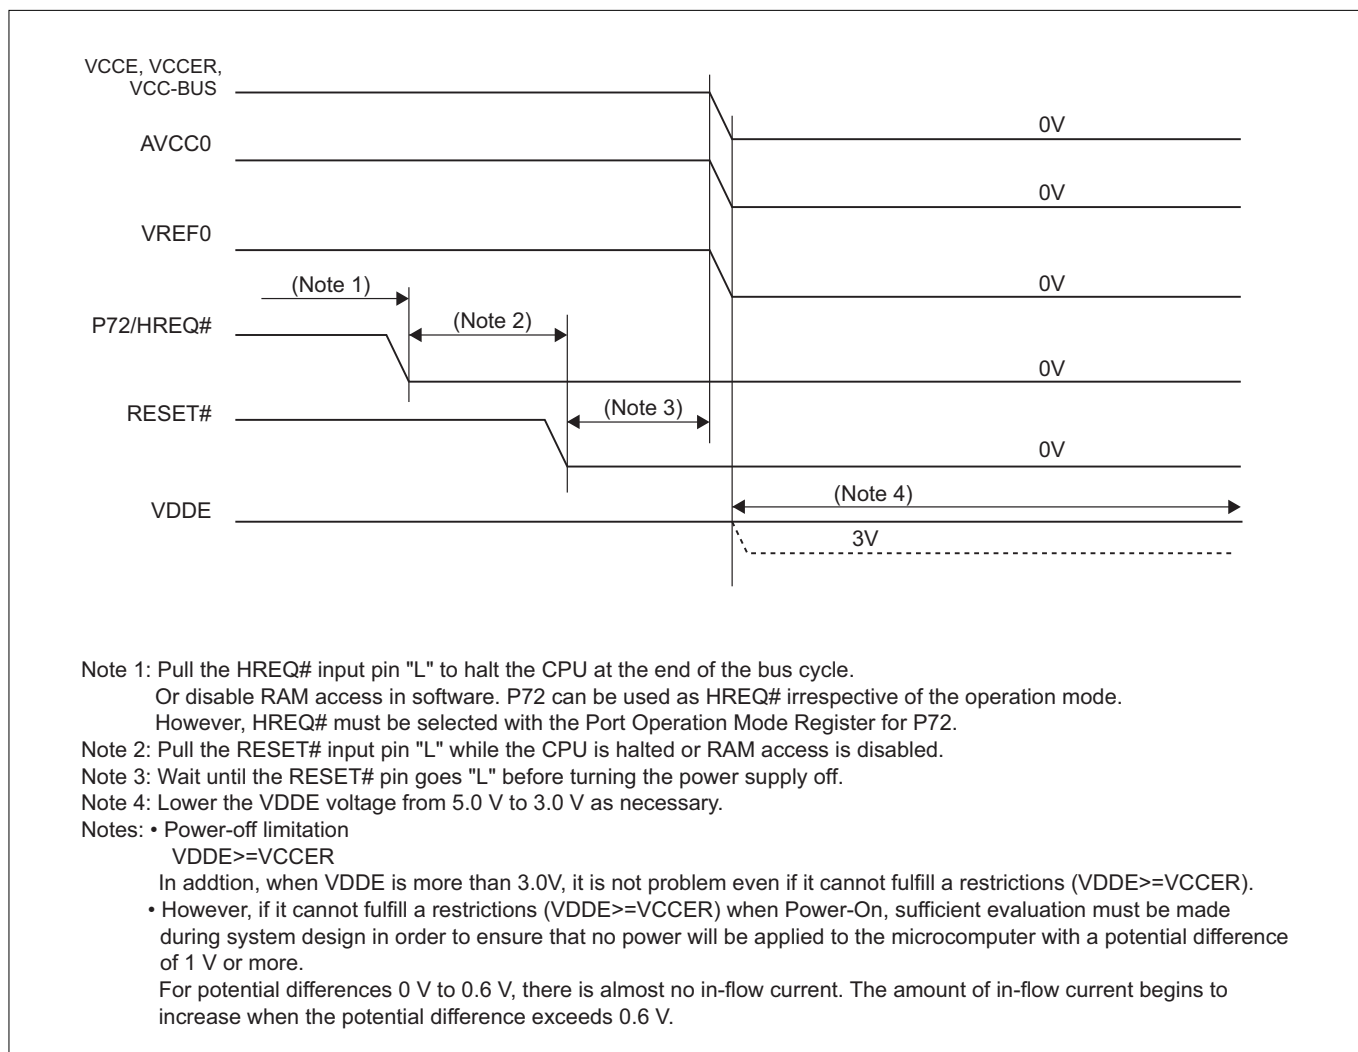 VCCE, VCCER,
VCC-BUS
0V
AVCC0
0V
VREF0
0V
(Note 1)
P72/HREQ#
(Note 2)
0V
RESET#
(Note 3)
0V
VDDE
(Note 4)
3V
Note 1: Pull the HREQ# input pin "L" to halt the CPU at the end of the bus cycle.
Or disable RAM access in software. P72 can be used as HREQ# irrespective of the operation mode.
However, HREQ# must be selected with the Port Operation Mode Register for P72.
Note 2: Pull the RESET# input pin "L" while the CPU is halted or RAM access is disabled.
Note 3: Wait until the RESET# pin goes "L" before turning the power supply off.
Note 4: Lower the VDDE voltage from 5.0 V to 3.0 V as necessary.
Notes: • Power-off limitation
VDDE>=VCCER
In addtion, when VDDE is more than 3.0V, it is not problem even if it cannot fulfill a restrictions (VDDE>=VCCER).
• However, if it cannot fulfill a restrictions (VDDE>=VCCER) when Power-On, sufficient evaluation must be made
during system design in order to ensure that no power will be applied to the microcomputer with a potential difference
of 1 V or more.
For potential differences 0 V to 0.6 V, there is almost no in-flow current. The amount of in-flow current begins to
increase when the potential difference exceeds 0.6 V.